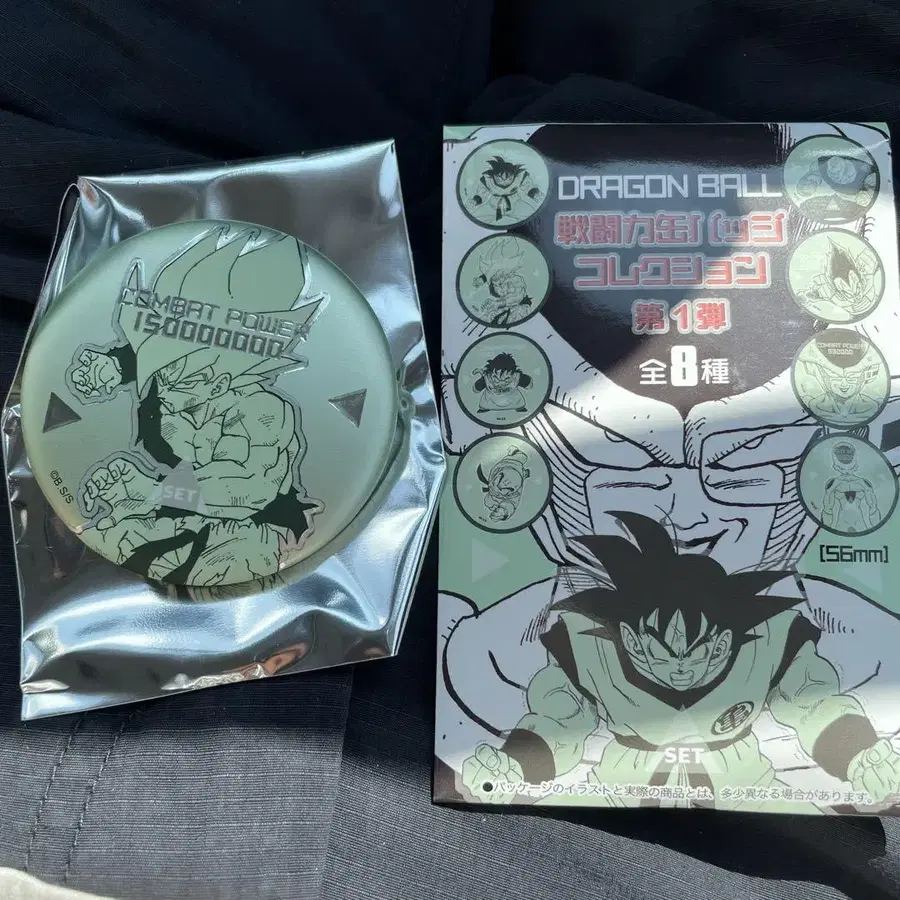 COMBAT POWER
150000000
SET
©B S/S
DRAGON BALL
戦闘力缶バッジ
コレクション
第1弾
全8種
COMBAT POWER
530000
[56mm]
SET
●パッケージのイラストと実際の商品とは、多少異なる場合があります。